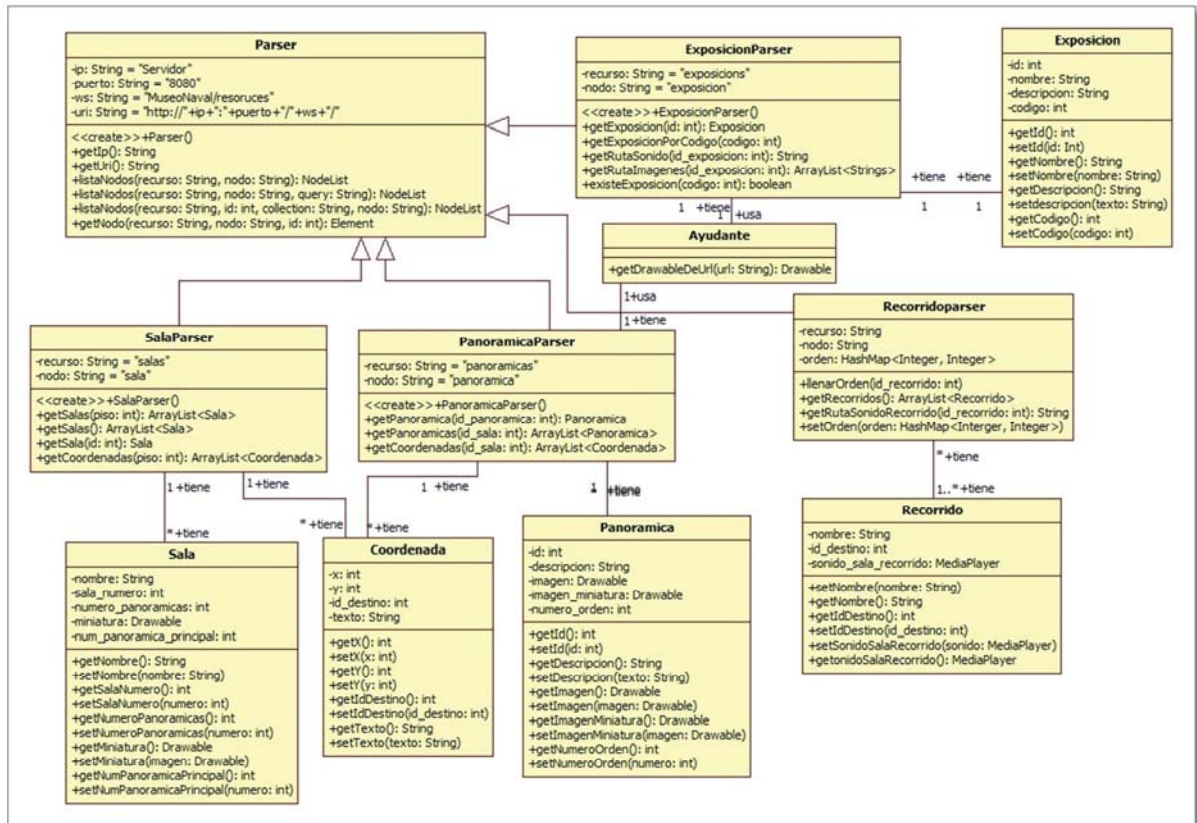 Parser
-ip: String = "Servidor"
-puerto: String = "8080"
-ws: String = "MuseoNaval/resoruces"
-uri: String = "http://"+ip+":"+puerto+"/"+ws+"/"
<<create>>+Parser()
+getIp(): String
+getUri(): String
+listaNodos(recurso: String, nodo: String): NodeList
+listaNodos(recurso: String, nodo: String, query: String): NodeList
+listaNodos(recurso: String, id: int, collection: String, nodo: String): NodeList
+getNodo(recurso: String, nodo: String, id: int): Element
ExposicionParser
-recurso: String = "exposicions"
-nodo: String = "exposicion"
<<create>>+ExposicionParser()
+getExposicion(id: int): Exposicion
+getExposicionPorCodigo(codigo: int)
+getRutaSonido(id_exposicion: int): String
+getRutaImagenes(id_exposicion: int): ArrayList<Strings>
+existeExposicion(codigo: int): boolean
Exposicion
-id: int
-nombre: String
-descripcion: String
-codigo: int
+getId(): int
+setId(id: Int)
+getNombre(): String
+setNombre(nombre: String)
+getDescripcion(): String
+setdescripcion(texto: String)
+getCodigo(): int
+setCodigo(codigo: int)
+tiene +tiene
1 1
1 +tiene
1 +usa
Ayudante
+getDrawableDeUrl(url: String): Drawable
1+usa
1 +tiene
SalaParser
-recurso: String = "salas"
-nodo: String = "sala"
<<create>>+SalaParser()
+getSalas(piso: int): ArrayList<Sala>
+getSalas(): ArrayList<Sala>
+getSala(id: int): Sala
+getCoordenadas(piso: int): ArrayList<Coordenada>
PanoramicaParser
-recurso: String = "panoramicas"
-nodo: String = "panoramica"
<<create>>+PanoramicaParser()
+getPanoramica(id_panoramica: int): Panoramica
+getPanoramicas(id_sala: int): ArrayList<Panoramica>
+getCoordenadas(id_sala: int): ArrayList<Coordenada>
Recorridoparser
-recurso: String
-nodo: String
-orden: HashMap<Integer, Integer>
+llenarOrden(id_recorrido: int)
+getRecorridos(): ArrayList<Recorrido>
+getRutaSonidoRecorrido(id_recorrido: int): String
+setOrden(orden: HashMap<Interger, Integer>)
1 +tiene
1 +tiene
1 +tiene
1 +tiene
* +tiene
* +tiene
* +tiene
* +tiene
1..* +tiene
Sala
-nombre: String
-sala_numero: int
-numero_panoramicas: int
-miniatura: Drawable
-num_panoramica_principal: int
+getNombre(): String
+setNombre(nombre: String)
+getSalaNumero(): int
+setSalaNumero(numero: int)
+getNumeroPanoramicas(): int
+setNumeroPanoramicas(numero: int)
+getMiniatura(): Drawable
+setMiniatura(imagen: Drawable)
+getNumPanoramicaPrincipal(): int
+setNumPanoramicaPrincipal(numero: int)
Coordenada
-x: int
-y: int
-id_destino: int
-texto: String
+getX(): int
+setX(x: int)
+getY(): int
+setY(y: int)
+getIdDestino(): int
+setIdDestino(id_destino: int)
+getTexto(): String
+setTexto(texto: String)
Panoramica
-id: int
-descripcion: String
-imagen: Drawable
-imagen_miniatura: Drawable
-numero_orden: int
+getId(): int
+setId(id: int)
+getDescripcion(): String
+setDescripcion(texto: String)
+getImagen(): Drawable
+setImagen(imagen: Drawable)
+getImagenMiniatura(): Drawable
+setImagenMiniatura(imagen: Drawable)
+getNumeroOrden(): int
+setNumeroOrden(numero: int)
Recorrido
-nombre: String
-id_destino: int
-sonido_sala_recorrido: MediaPlayer
+setNombre(nombre: String)
+getNombre(): String
+getIdDestino(): int
+setIdDestino(id_destino: int)
+setSonidoSalaRecorrido(sonido: MediaPlayer)
+getonidoSalaRecorrido(): MediaPlayer